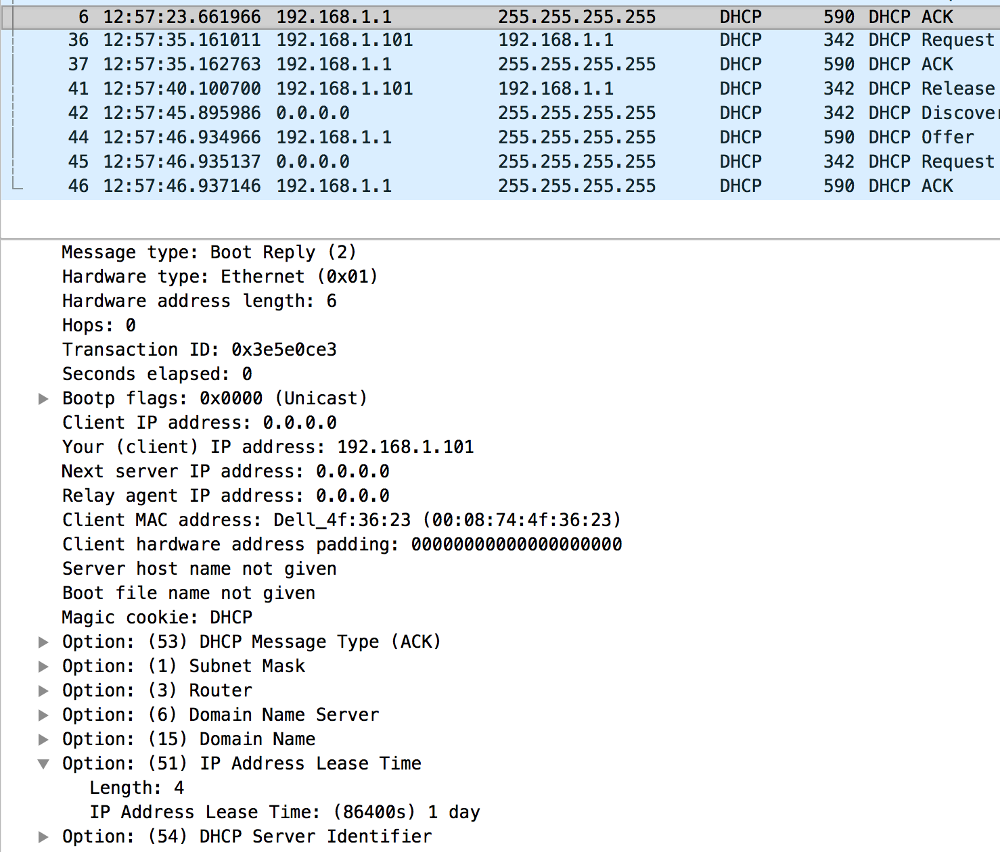 6 12:57:23.661966 192.168.1.1 255.255.255.255 DHCP 590 DHCP ACK
36 12:57:35.161011 192.168.1.101 192.168.1.1 DHCP 342 DHCP Request
37 12:57:35.162763 192.168.1.1 255.255.255.255 DHCP 590 DHCP ACK
41 12:57:40.100700 192.168.1.101 192.168.1.1 DHCP 342 DHCP Release
42 12:57:45.895986 0.0.0.0 255.255.255.255 DHCP 342 DHCP Discover
44 12:57:46.934966 192.168.1.1 255.255.255.255 DHCP 590 DHCP Offer
45 12:57:46.935137 0.0.0.0 255.255.255.255 DHCP 342 DHCP Request
46 12:57:46.937146 192.168.1.1 255.255.255.255 DHCP 590 DHCP ACK
Message type: Boot Reply (2)
Hardware type: Ethernet (0x01)
Hardware address length: 6
Hops: 0
Transaction ID: 0x3e5e0ce3
Seconds elapsed: 0
Bootp flags: 0x0000 (Unicast)
Client IP address: 0.0.0.0
Your (client) IP address: 192.168.1.101
Next server IP address: 0.0.0.0
Relay agent IP address: 0.0.0.0
Client MAC address: Dell_4f:36:23 (00:08:74:4f:36:23)
Client hardware address padding: 00000000000000000000
Server host name not given
Boot file name not given
Magic cookie: DHCP
Option: (53) DHCP Message Type (ACK)
Option: (1) Subnet Mask
Option: (3) Router
Option: (6) Domain Name Server
Option: (15) Domain Name
Option: (51) IP Address Lease Time
Length: 4
IP Address Lease Time: (86400s) 1 day
Option: (54) DHCP Server Identifier